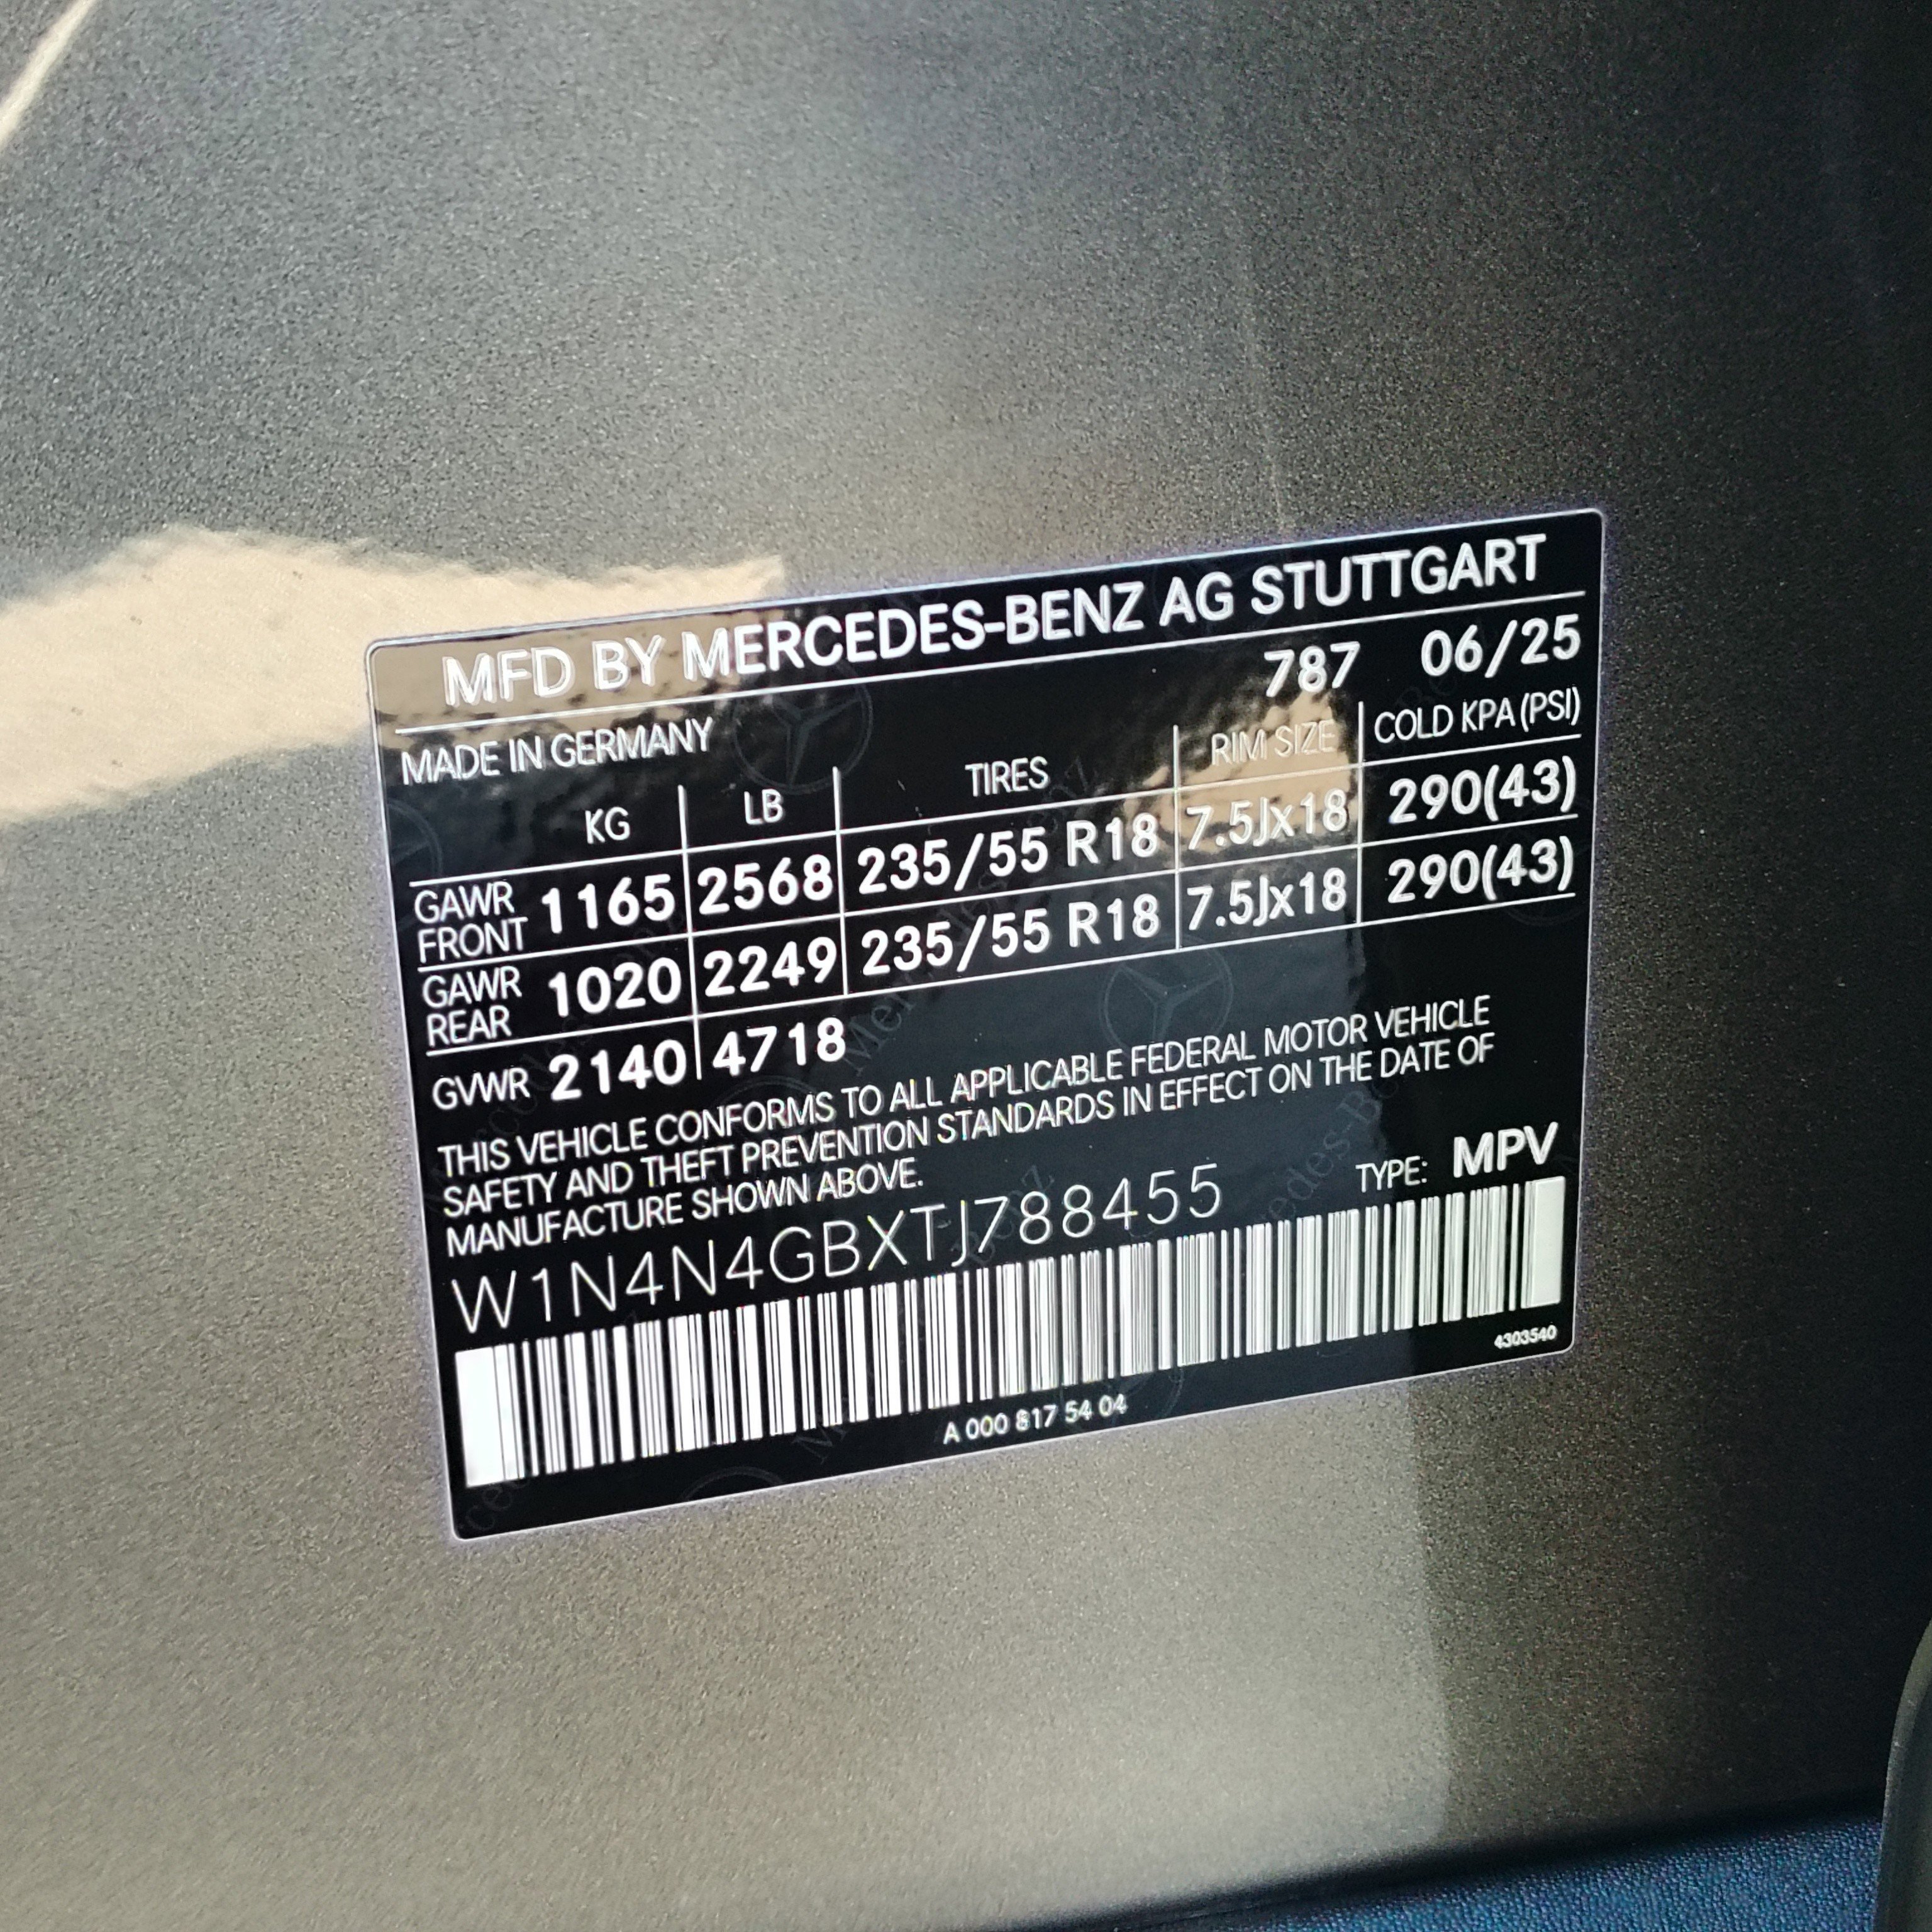 MFD BY MERCEDES-BENZ AG STUTTGART
787 06/25
MADE IN GERMANY
KG LB TIRES RIM SIZE COLD KPA (PSI)
GAWR FRONT 1165 2568 235/55 R18 7.5Jx18 290(43)
GAWR REAR 1020 2249 235/55 R18 7.5Jx18 290(43)
GVWR 2140 4718
THIS VEHICLE CONFORMS TO ALL APPLICABLE FEDERAL MOTOR VEHICLE
SAFETY AND THEFT PREVENTION STANDARDS IN EFFECT ON THE DATE OF
MANUFACTURE SHOWN ABOVE.
TYPE: MPV
W1N4N4GBXTJ788455
4303540
A 000 817 54 04